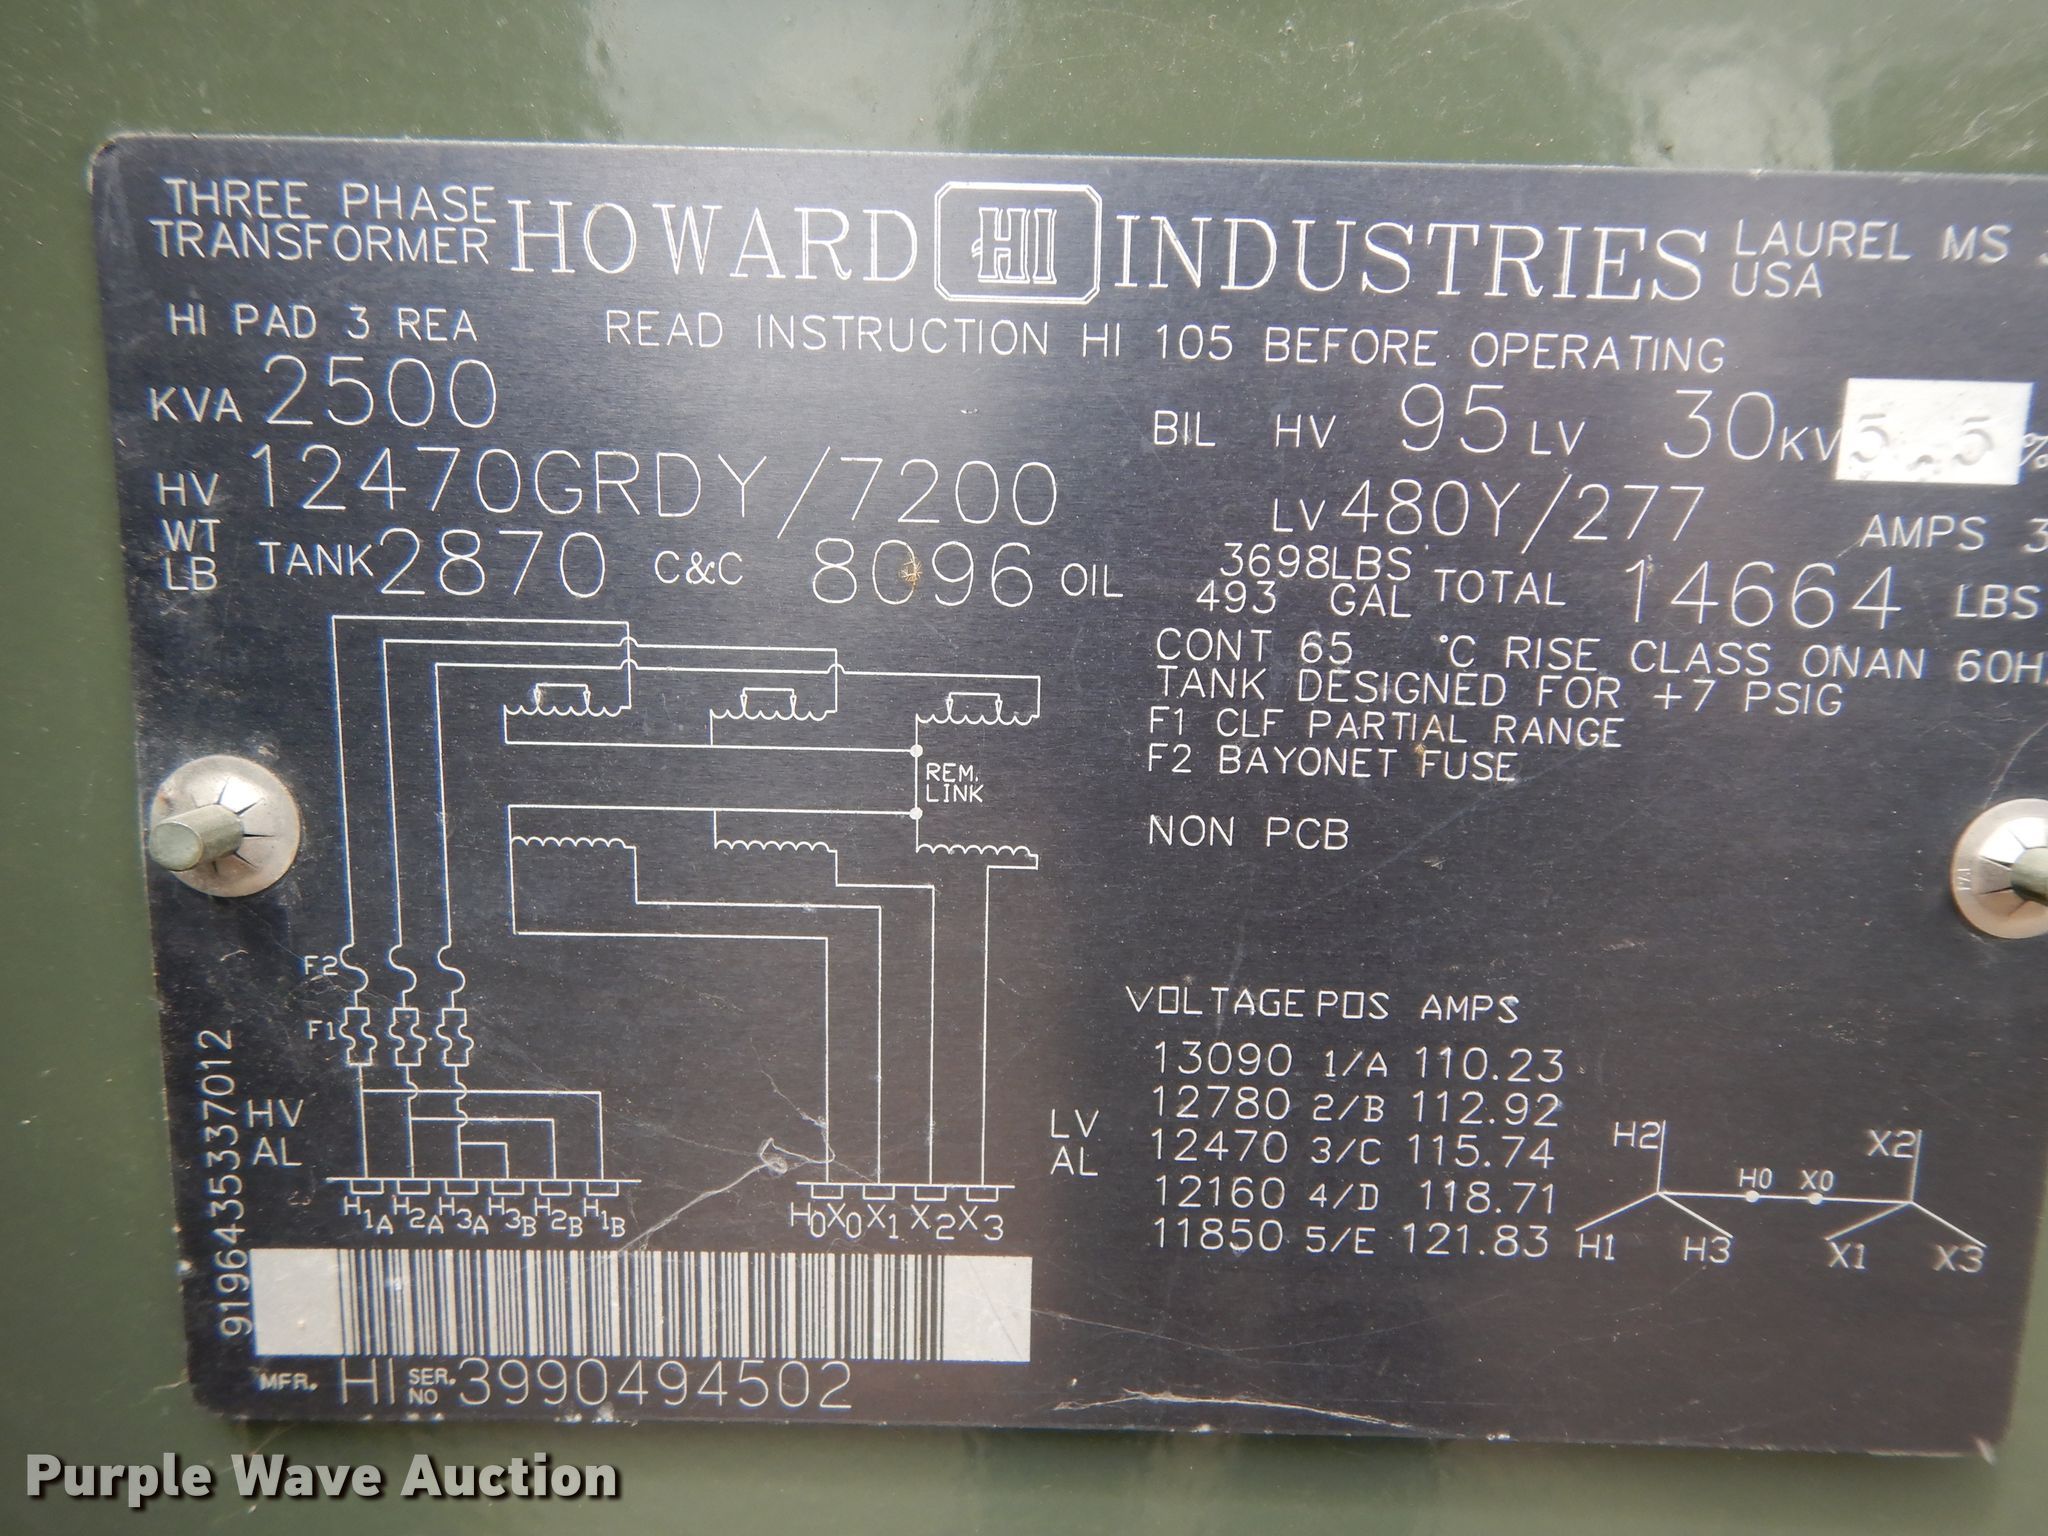 THREE PHASE
TRANSFORMER
HOWARD HI INDUSTRIES
LAUREL MS
USA
HI PAD 3 REA
READ INSTRUCTION HI 105 BEFORE OPERATING
KVA 2500
BIL HV 95 LV 30 KV 5.5 %
HV 12470GRDY/7200
LV 480Y/277
AMPS
WT
LB
TANK 2870 C&C 8096 OIL
3698LBS
493 GAL
TOTAL 14664 LBS
CONT 65 °C RISE CLASS ONAN 60H
TANK DESIGNED FOR +7 PSIG
F1 CLF PARTIAL RANGE
F2 BAYONET FUSE
NON PCB
REM.
LINK
F2
F1
HV
AL
H1A H2A H3A H3B H2B H1B
H0X0 X1 X2 X3
LV
AL
VOLTAGE POS AMPS
13090 1/A 110.23
12780 2/B 112.92
12470 3/C 115.74
12160 4/D 118.71
11850 5/E 121.83
H2
H1
H3
H0
X0
X2
X1
X3
9196435337012
MFR. HI SER. NO 3990494502
Purple Wave Auction